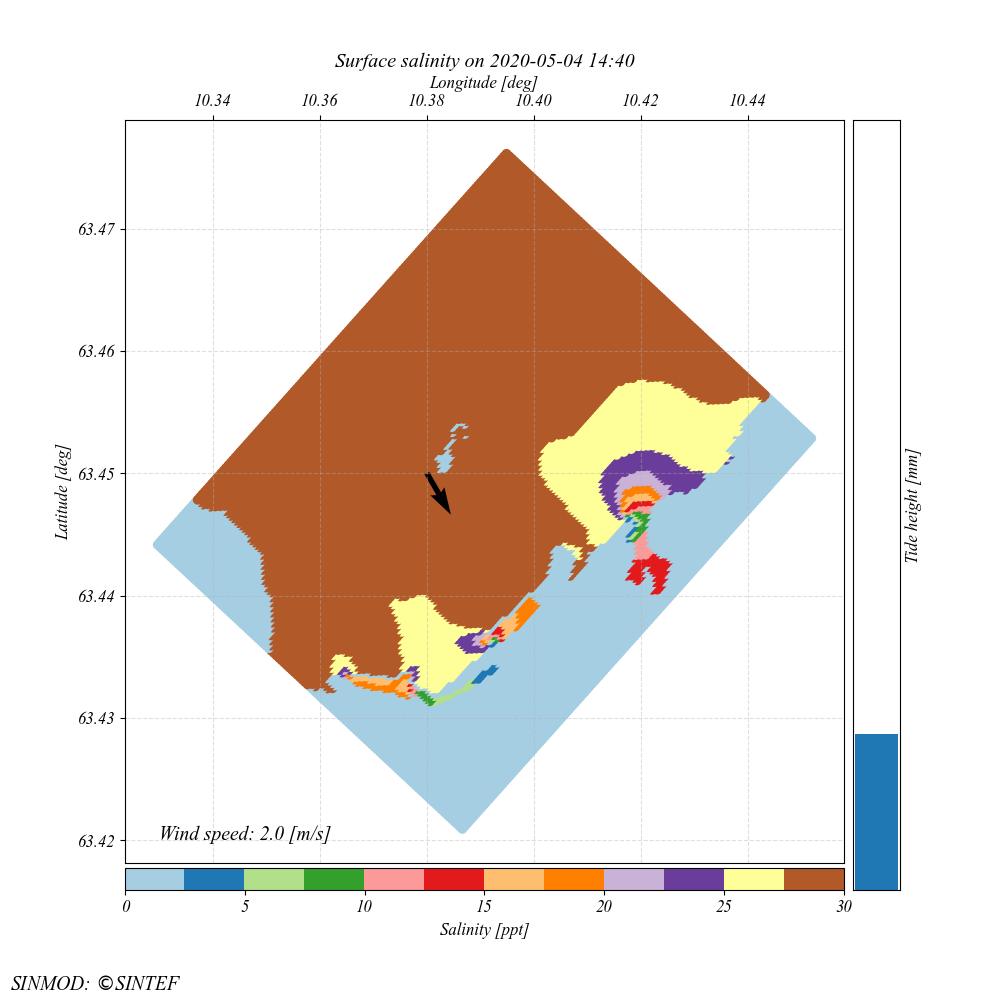 Surface salinity on 2020-05-04 14:40
Longitude [deg]
10.34 10.36 10.38 10.40 10.42 10.44
63.47
63.46
63.45
63.44
63.43
63.42
Latitude [deg]
Tide height [mm]
Wind speed: 2.0 [m/s]
0 5 10 15 20 25 30
Salinity [ppt]
SINMOD: ©SINTEF